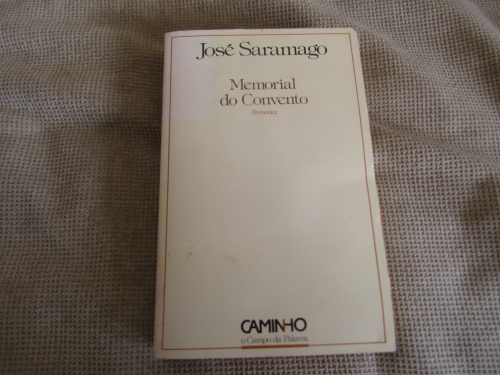 José Saramago
Memorial
do Convento
Romance
CAMINHO
o Campo da Palavra